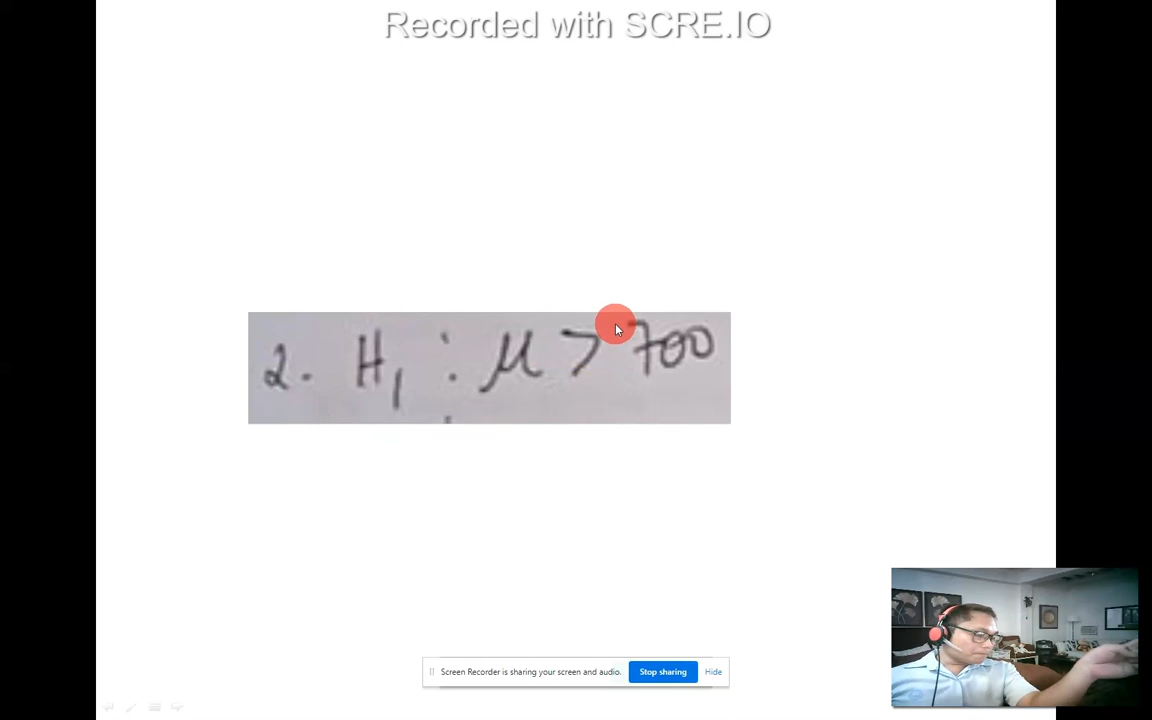 Recorded with SCRE.IO
2. H₁ : μ > 700
Screen Recorder is sharing your screen and audio. Stop sharing Hide